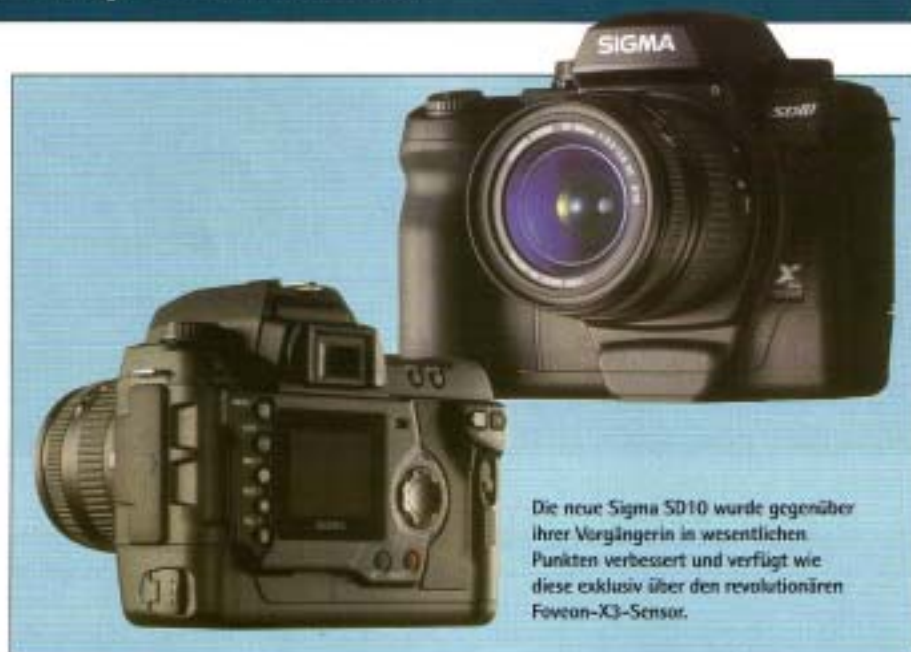 SIGMA
SD10
Die neue Sigma SD10 wurde gegenüber
ihrer Vorgängerin in wesentlichen
Punkten verbessert und verfügt wie
diese exklusiv über den revolutionären
Foveon-X3-Sensor.